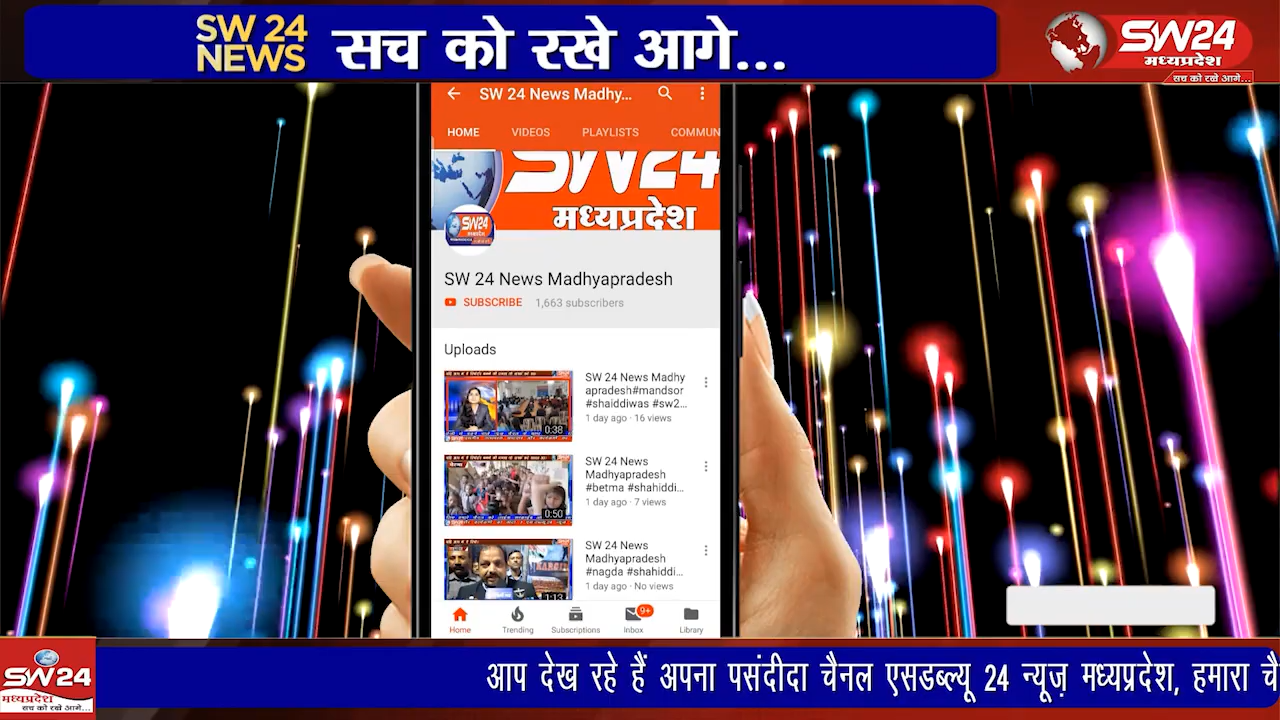 SW 24
NEWS
सच को रखे आगे...
SW24
मध्यप्रदेश
सच को रखे आगे...
SW 24 News Madhy...
HOME VIDEOS PLAYLISTS COMMUN
SW24
मध्यप्रदेश
SW24
SW 24 News Madhyapradesh
SUBSCRIBE 1,663 subscribers
Uploads
SW 24 News Madhy
apradesh#mandsor
#shaiddiwas #sw2...
1 day ago · 16 views
0:38
SW 24 News
Madhyapradesh
#betma #shahiddi...
1 day ago · 7 views
0:50
SW 24 News
Madhyapradesh
#nagda #shahiddi...
1 day ago · No views
1:13
9+
Home Trending Subscriptions Inbox Library
SW24
मध्यप्रदेश
सच को रखे आगे...
आप देख रहे हैं अपना पसंदीदा चैनल एसडब्ल्यू 24 न्यूज़ मध्यप्रदेश, हमारा चै